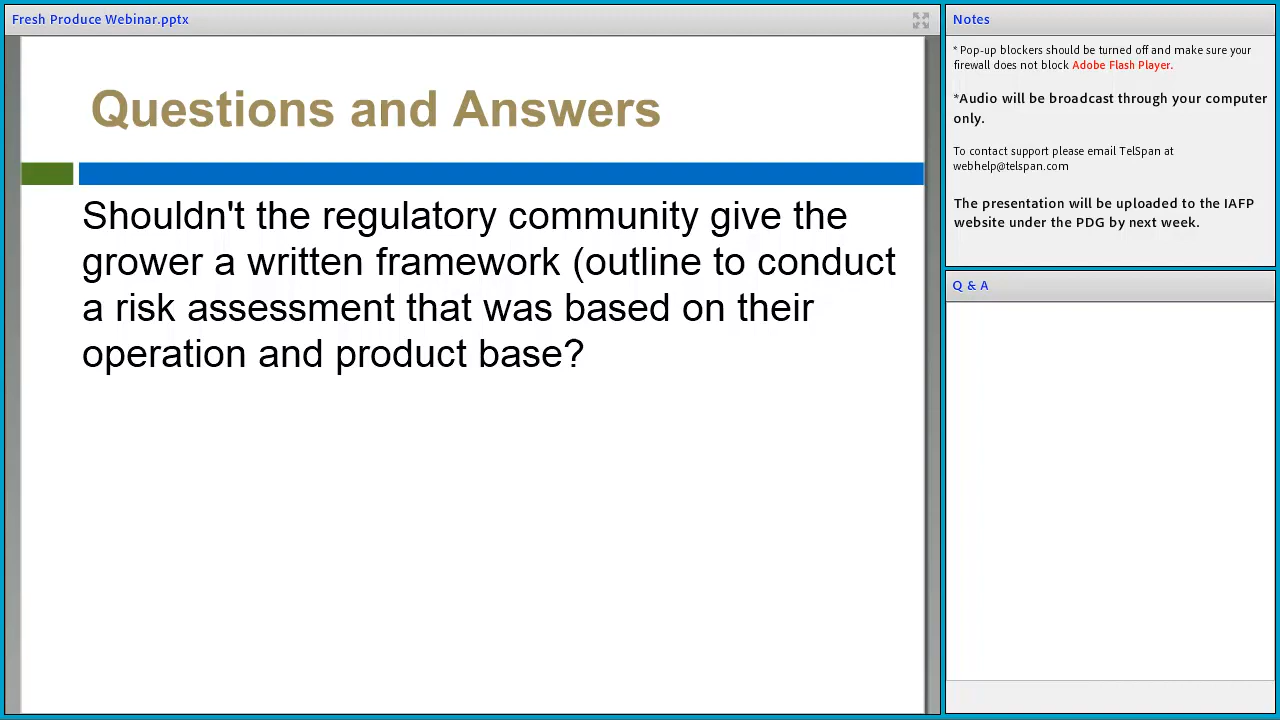 Fresh Produce Webinar.pptx
Questions and Answers
Shouldn't the regulatory community give the
grower a written framework (outline to conduct
a risk assessment that was based on their
operation and product base?
Notes
* Pop-up blockers should be turned off and make sure your
firewall does not block Adobe Flash Player.
*Audio will be broadcast through your computer
only.
To contact support please email TelSpan at
webhelp@telspan.com
The presentation will be uploaded to the IAFP
website under the PDG by next week.
Q & A